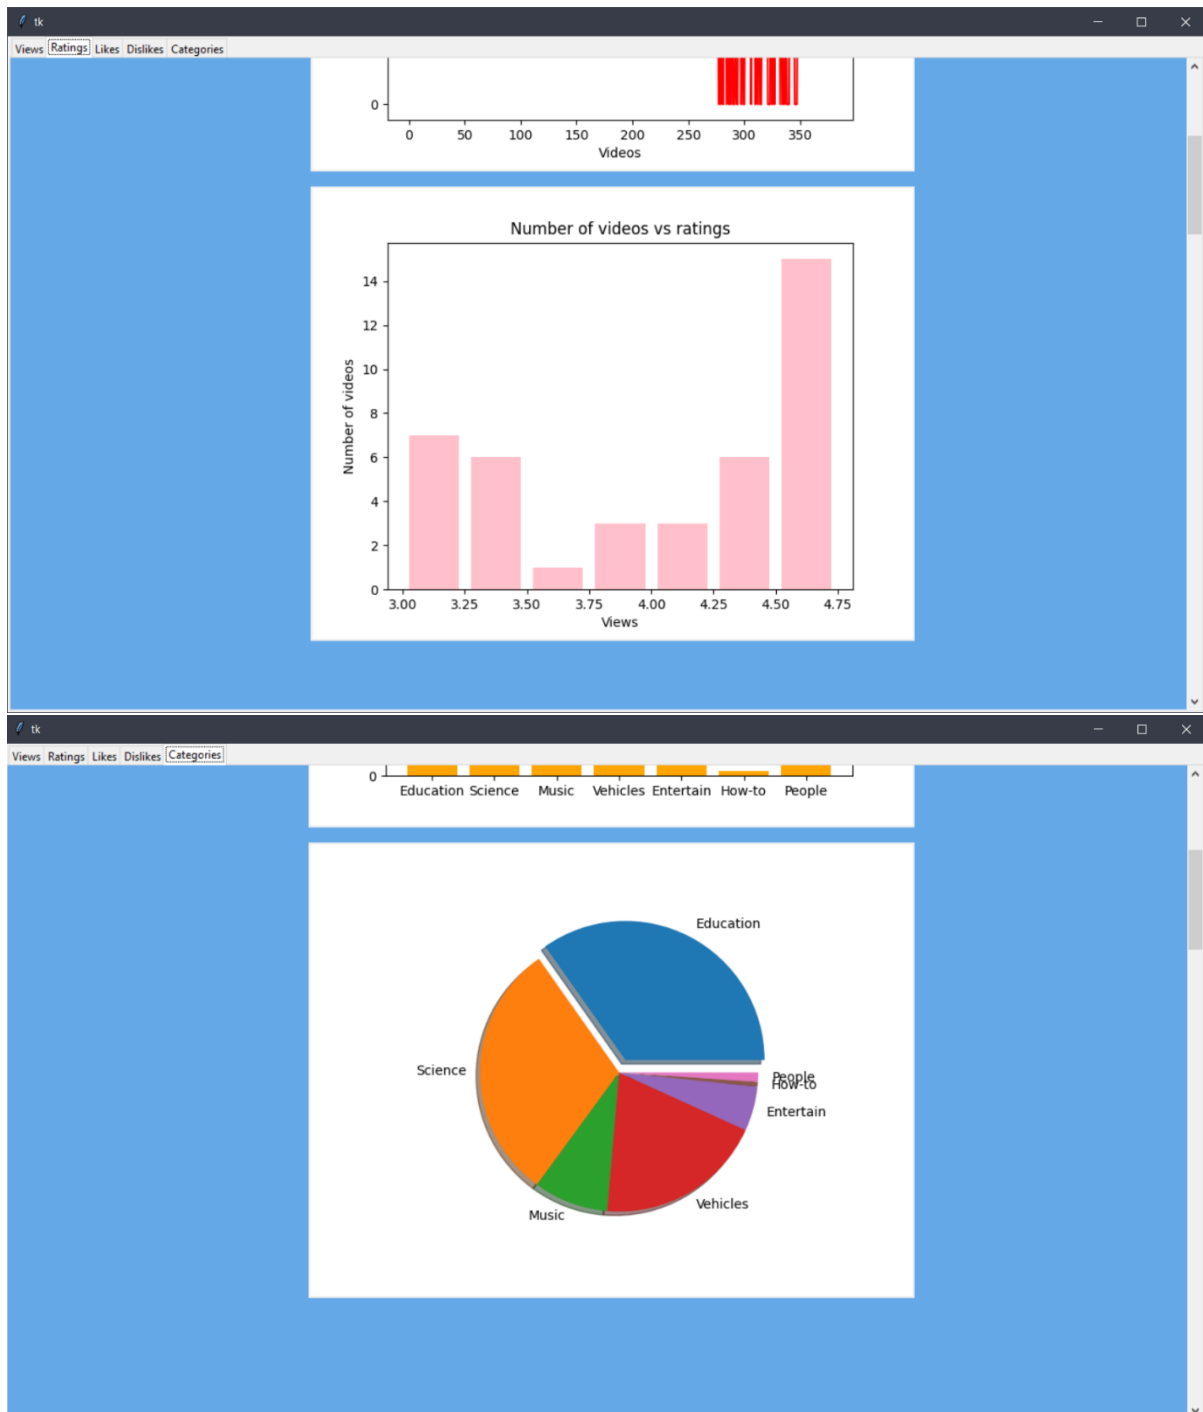 tk
Views Ratings Likes Dislikes Categories
0
0 50 100 150 200 250 300 350
Videos
Number of videos vs ratings
14
12
10
8
6
4
2
0
Number of videos
3.00 3.25 3.50 3.75 4.00 4.25 4.50 4.75
Views
tk
Views Ratings Likes Dislikes Categories
0
Education Science Music Vehicles Entertain How-to People
Education
Science
People
How-to
Entertain
Vehicles
Music